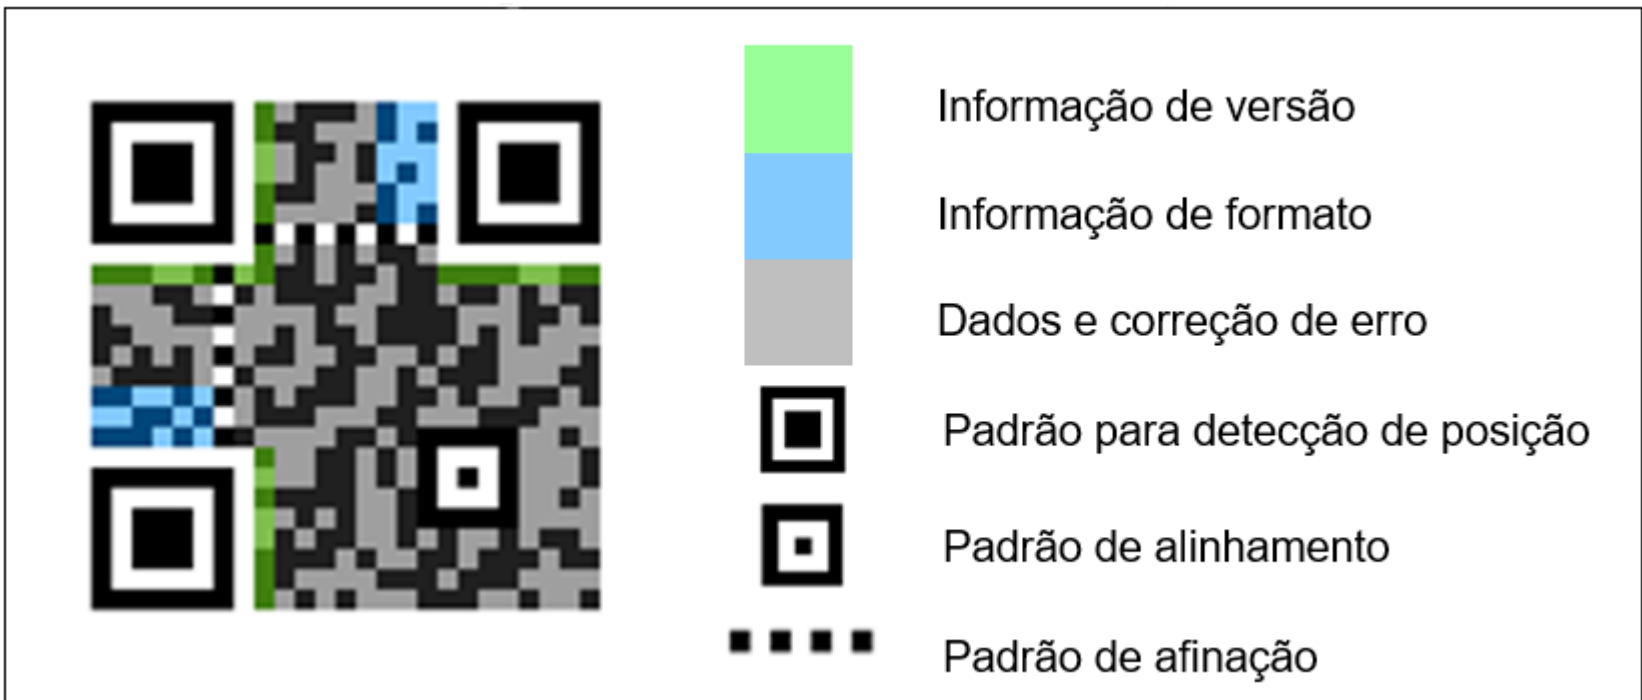 Informação de versão
Informação de formato
Dados e correção de erro
Padrão para detecção de posição
Padrão de alinhamento
Padrão de afinação